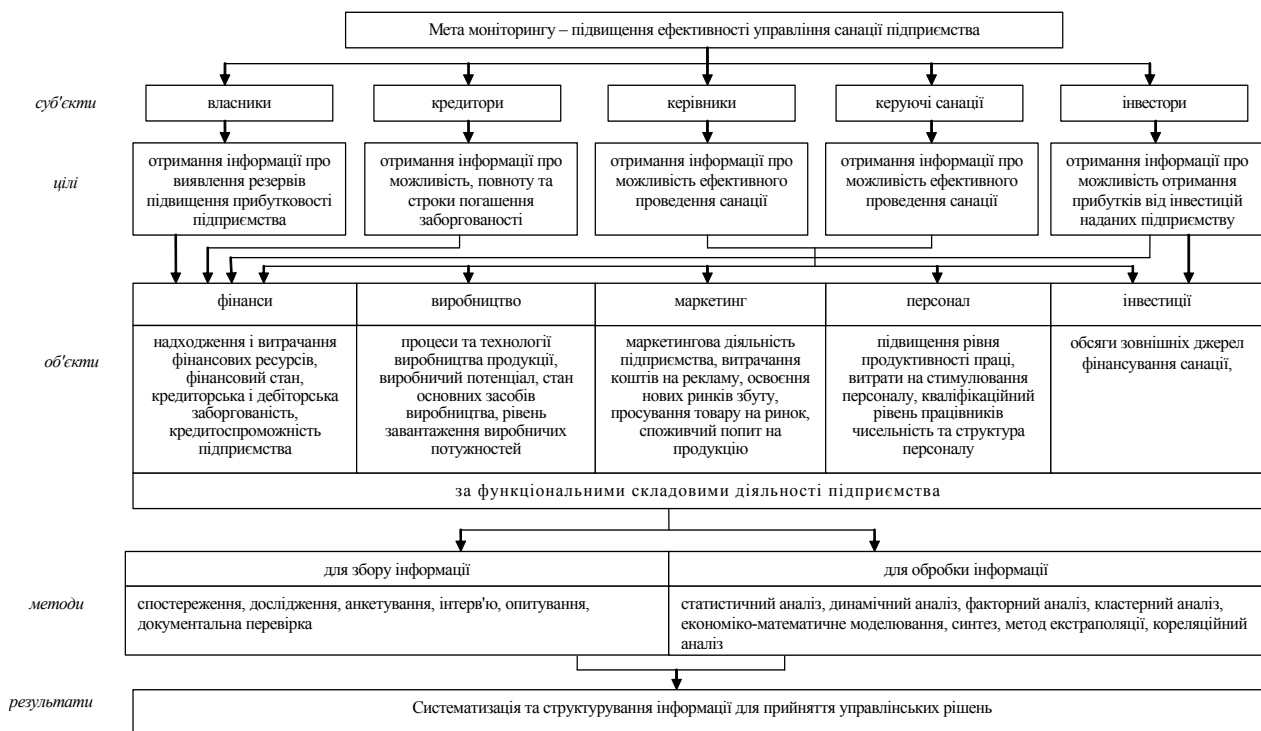 Мета моніторингу – підвищення ефективності управління санації підприємства
суб'єкти
власники
кредитори
керівники
керуючі санації
інвестори
цілі
отримання інформації про
виявлення резервів
підвищення прибутковості
підприємства
отримання інформації про
можливість, повноту та
строки погашення
заборгованості
отримання інформації про
можливість ефективного
проведення санації
отримання інформації про
можливість ефективного
проведення санації
отримання інформації про
можливість отримання
прибутків від інвестицій
наданих підприємству
об'єкти
фінанси
виробництво
маркетинг
персонал
інвестиції
надходження і витрачання
фінансових ресурсів,
фінансовий стан,
кредиторська і дебіторська
заборгованість,
кредитоспроможність
підприємства
процеси та технології
виробництва продукції,
виробничий потенціал, стан
основних засобів
виробництва, рівень
завантаження виробничих
потужностей
маркетингова діяльність
підприємства, витрачання
коштів на рекламу, освоєння
нових ринків збуту,
просування товару на ринок,
споживчий попит на
продукцію
підвищення рівня
продуктивності праці,
витрати на стимулювання
персоналу, кваліфікаційний
рівень працівників
чисельність та структура
персоналу
обсяги зовнішніх джерел
фінансування санації,
за функціональними складовими діяльності підприємства
методи
для збору інформації
для обробки інформації
спостереження, дослідження, анкетування, інтерв'ю, опитування,
документальна перевірка
статистичний аналіз, динамічний аналіз, факторний аналіз, кластерний аналіз,
економіко-математичне моделювання, синтез, метод екстраполяції, кореляційний
аналіз
результати
Систематизація та структурування інформації для прийняття управлінських рішень